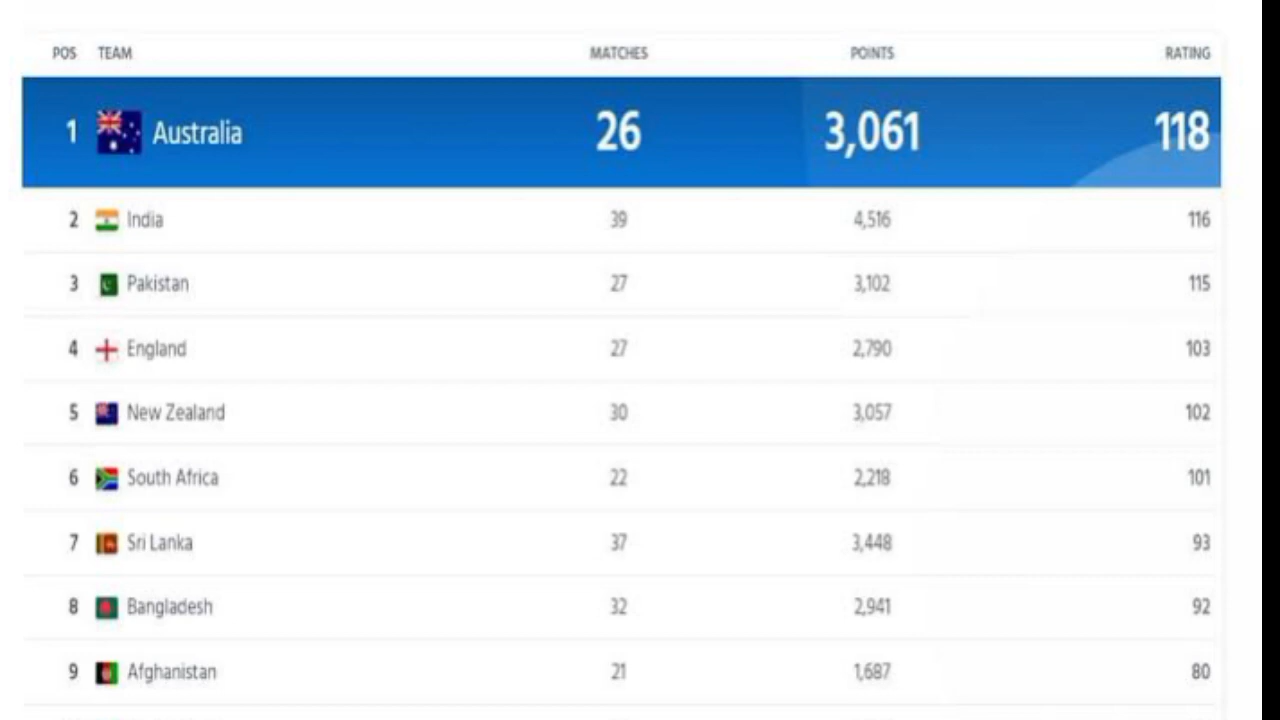 POS TEAM MATCHES POINTS RATING
1 Australia 26 3,061 118
2 India 39 4,516 116
3 Pakistan 27 3,102 115
4 England 27 2,790 103
5 New Zealand 30 3,057 102
6 South Africa 22 2,218 101
7 Sri Lanka 37 3,448 93
8 Bangladesh 32 2,941 92
9 Afghanistan 21 1,687 80